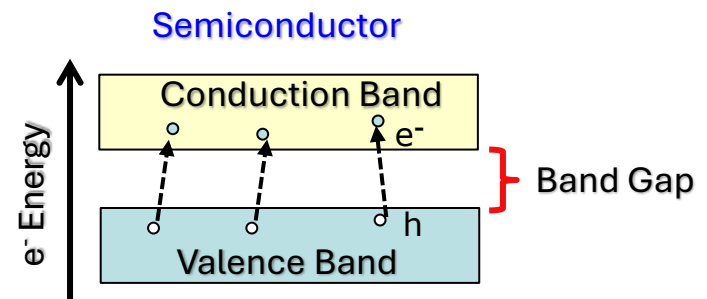 Semiconductor
Conduction Band
e⁻
Band Gap
h
Valence Band
e⁻ Energy